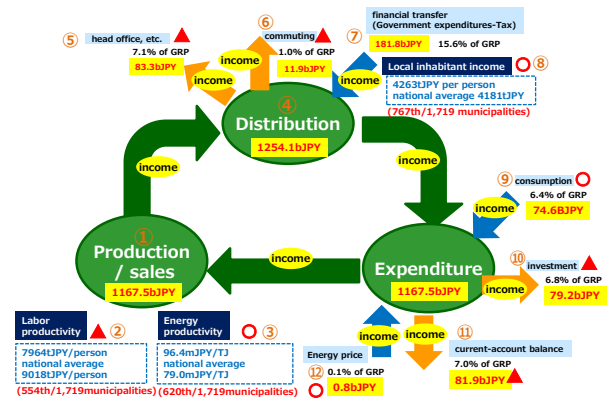 ⑥
⑤
head office, etc.
7.1% of GRP
83.3bJPY
income
commuting
1.0% of GRP
11.9bJPY
income
⑦
financial transfer
(Government expenditures-Tax)
181.8bJPY
15.6% of GRP
income
Local inhabitant income
⑧
4263tJPY per person
national average 4181tJPY
(767th/1,719 municipalities)
④
Distribution
1254.1bJPY
income
income
⑨
consumption
6.4% of GRP
74.6BJPY
income
①
Production
/ sales
1167.5bJPY
income
Expenditure
1167.5bJPY
⑩
investment
6.8% of GRP
79.2bJPY
income
Labor
productivity
②
7964tJPY/person
national average
9018tJPY/person
(554th/1,719municipalities)
Energy
productivity
③
96.4mJPY/TJ
national average
79.0mJPY/TJ
(620th/1,719municipalities)
income
Energy price
⑫
0.1% of GRP
0.8bJPY
income
⑪
current-account balance
7.0% of GRP
81.9bJPY